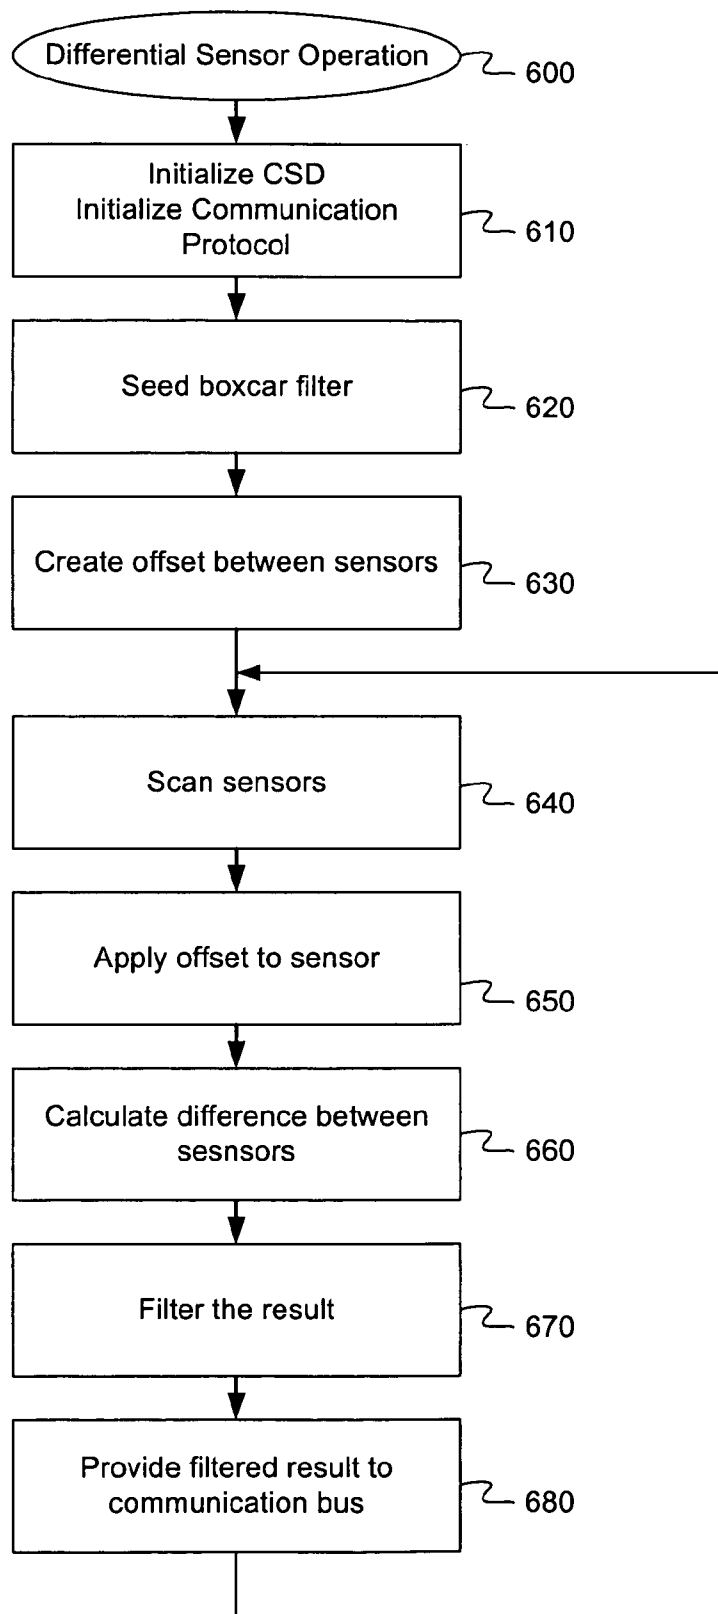 Differential Sensor Operation
600
Initialize CSD
Initialize Communication
Protocol
610
Seed boxcar filter
620
Create offset between sensors
630
Scan sensors
640
Apply offset to sensor
650
Calculate difference between
sesnsors
660
Filter the result
670
Provide filtered result to
communication bus
680